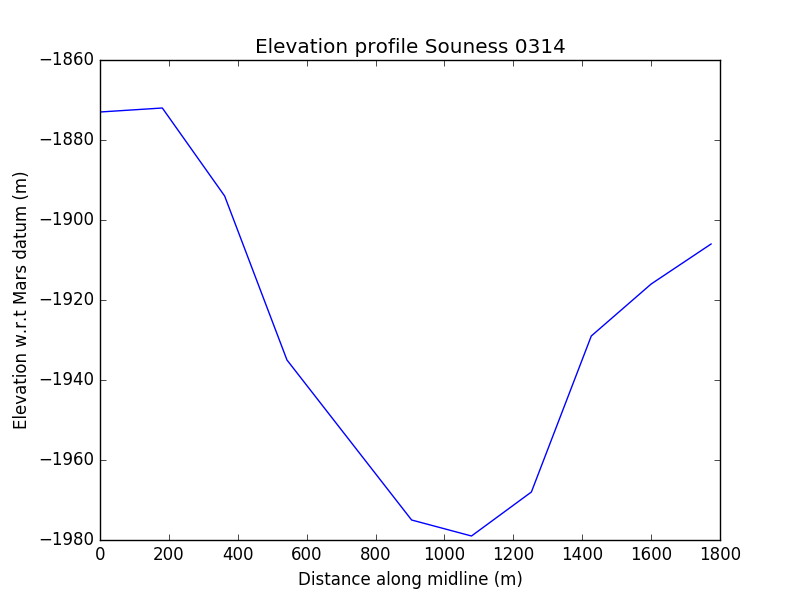 Elevation profile Souness 0314
Elevation w.r.t Mars datum (m)
−1860
−1880
−1900
−1920
−1940
−1960
−1980
0 200 400 600 800 1000 1200 1400 1600 1800
Distance along midline (m)